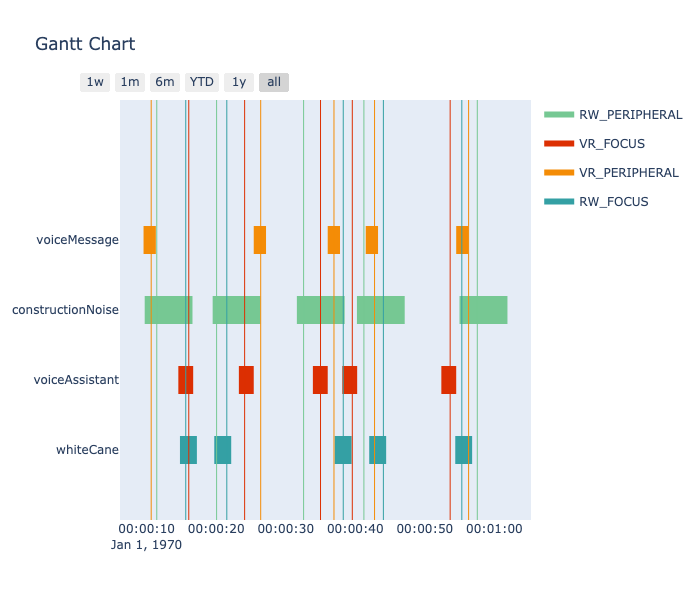 Gantt Chart
1w 1m 6m YTD 1y all
RW_PERIPHERAL
VR_FOCUS
VR_PERIPHERAL
RW_FOCUS
voiceMessage
constructionNoise
voiceAssistant
whiteCane
00:00:10 00:00:20 00:00:30 00:00:40 00:00:50 00:01:00
Jan 1, 1970